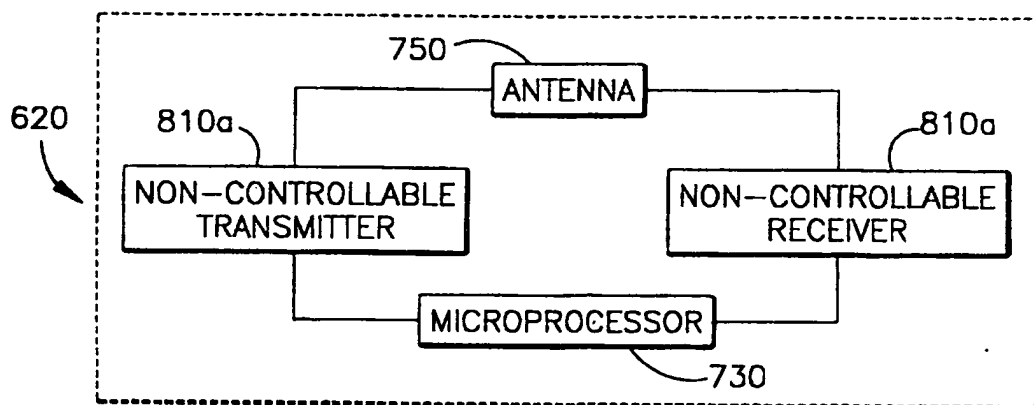 750
ANTENNA
620
810a
810a
NON-CONTROLLABLE
TRANSMITTER
NON-CONTROLLABLE
RECEIVER
MICROPROCESSOR
730